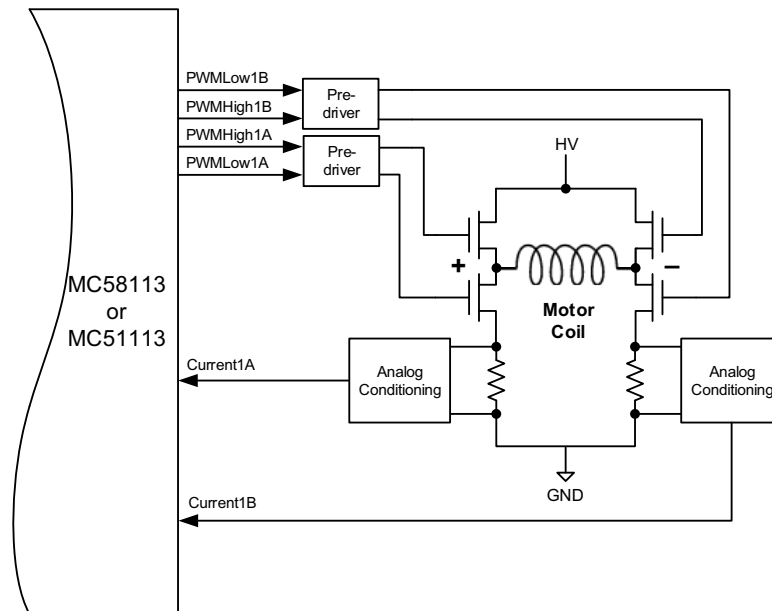 PWMLow1B
PWMHigh1B
PWMHigh1A
PWMLow1A
Pre-
driver
Pre-
driver
HV
+
–
Motor
Coil
MC58113
or
MC51113
Current1A
Analog
Conditioning
Analog
Conditioning
GND
Current1B